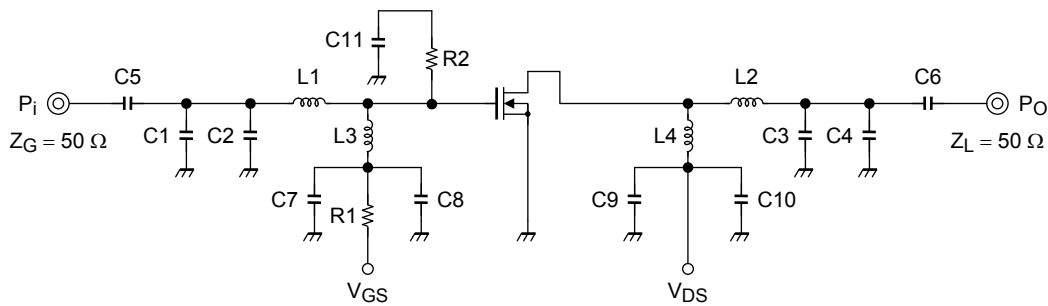 C11
R2
C5
L1
L2
C6
Pi
PO
ZG = 50 Ω
C1
C2
L3
L4
C3
C4
ZL = 50 Ω
C7
R1
C8
C9
C10
VGS
VDS